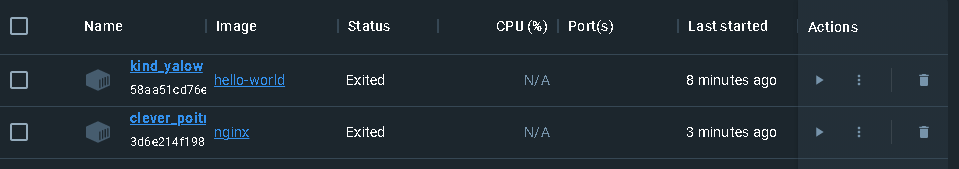 Name Image Status CPU (%) Port(s) Last started Actions
kind_yalow hello-world Exited N/A 8 minutes ago
58aa51cd76e
clever_poitr nginx Exited N/A 3 minutes ago
3d6e214f198